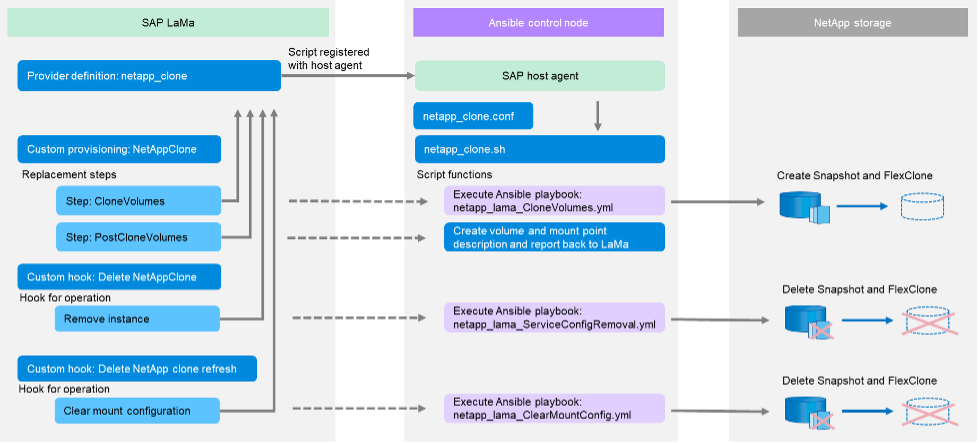 SAP LaMa
Ansible control node
NetApp storage
Script registered
with host agent
Provider definition: netapp_clone
SAP host agent
netapp_clone.conf
Custom provisioning: NetAppClone
netapp_clone.sh
Replacement steps
Script functions
Create Snapshot and FlexClone
Step: CloneVolumes
Execute Ansible playbook:
netapp_lama_CloneVolumes.yml
Step: PostCloneVolumes
Create volume and mount point
description and report back to LaMa
Custom hook: Delete NetAppClone
Delete Snapshot and FlexClone
Hook for operation
Remove instance
Execute Ansible playbook:
netapp_lama_ServiceConfigRemoval.yml
Custom hook: Delete NetApp clone refresh
Delete Snapshot and FlexClone
Hook for operation
Clear mount configuration
Execute Ansible playbook:
netapp_lama_ClearMountConfig.yml